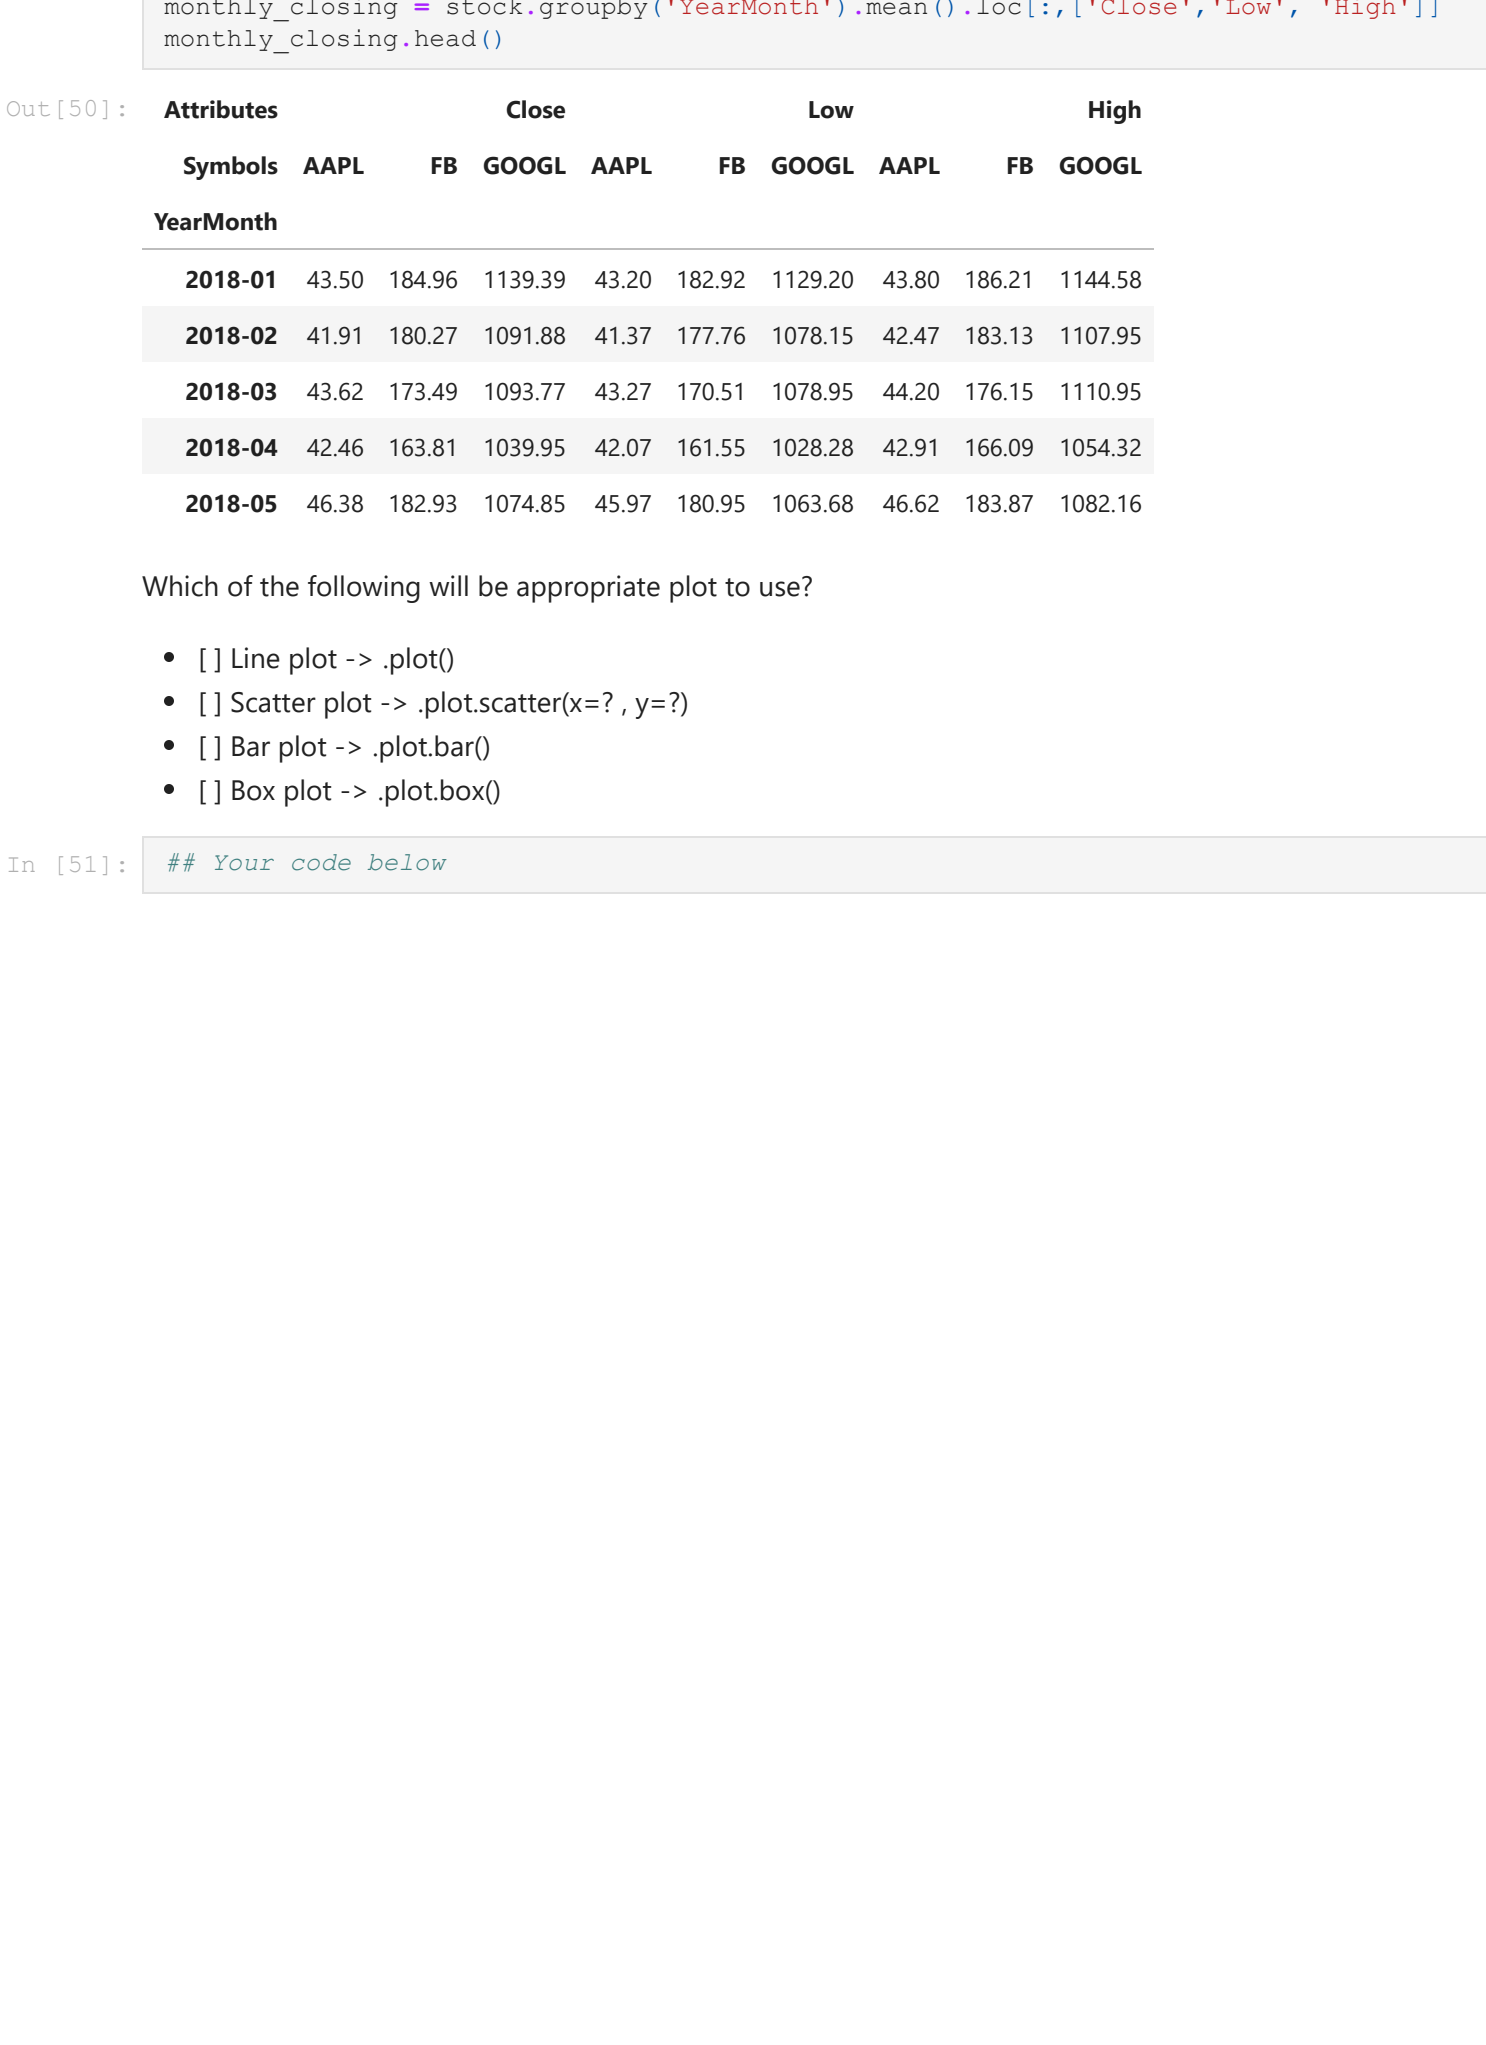 monthly_closing = stock.groupby('YearMonth').mean().loc[:,['Close','Low', 'High']]
monthly_closing.head()
Out[50]: Attributes Close Low High
Symbols AAPL FB GOOGL AAPL FB GOOGL AAPL FB GOOGL
YearMonth
2018-01 43.50 184.96 1139.39 43.20 182.92 1129.20 43.80 186.21 1144.58
2018-02 41.91 180.27 1091.88 41.37 177.76 1078.15 42.47 183.13 1107.95
2018-03 43.62 173.49 1093.77 43.27 170.51 1078.95 44.20 176.15 1110.95
2018-04 42.46 163.81 1039.95 42.07 161.55 1028.28 42.91 166.09 1054.32
2018-05 46.38 182.93 1074.85 45.97 180.95 1063.68 46.62 183.87 1082.16
Which of the following will be appropriate plot to use?
• [ ] Line plot -> .plot()
• [ ] Scatter plot -> .plot.scatter(x=? , y=?)
• [ ] Bar plot -> .plot.bar()
• [ ] Box plot -> .plot.box()
In [51]: ## Your code below